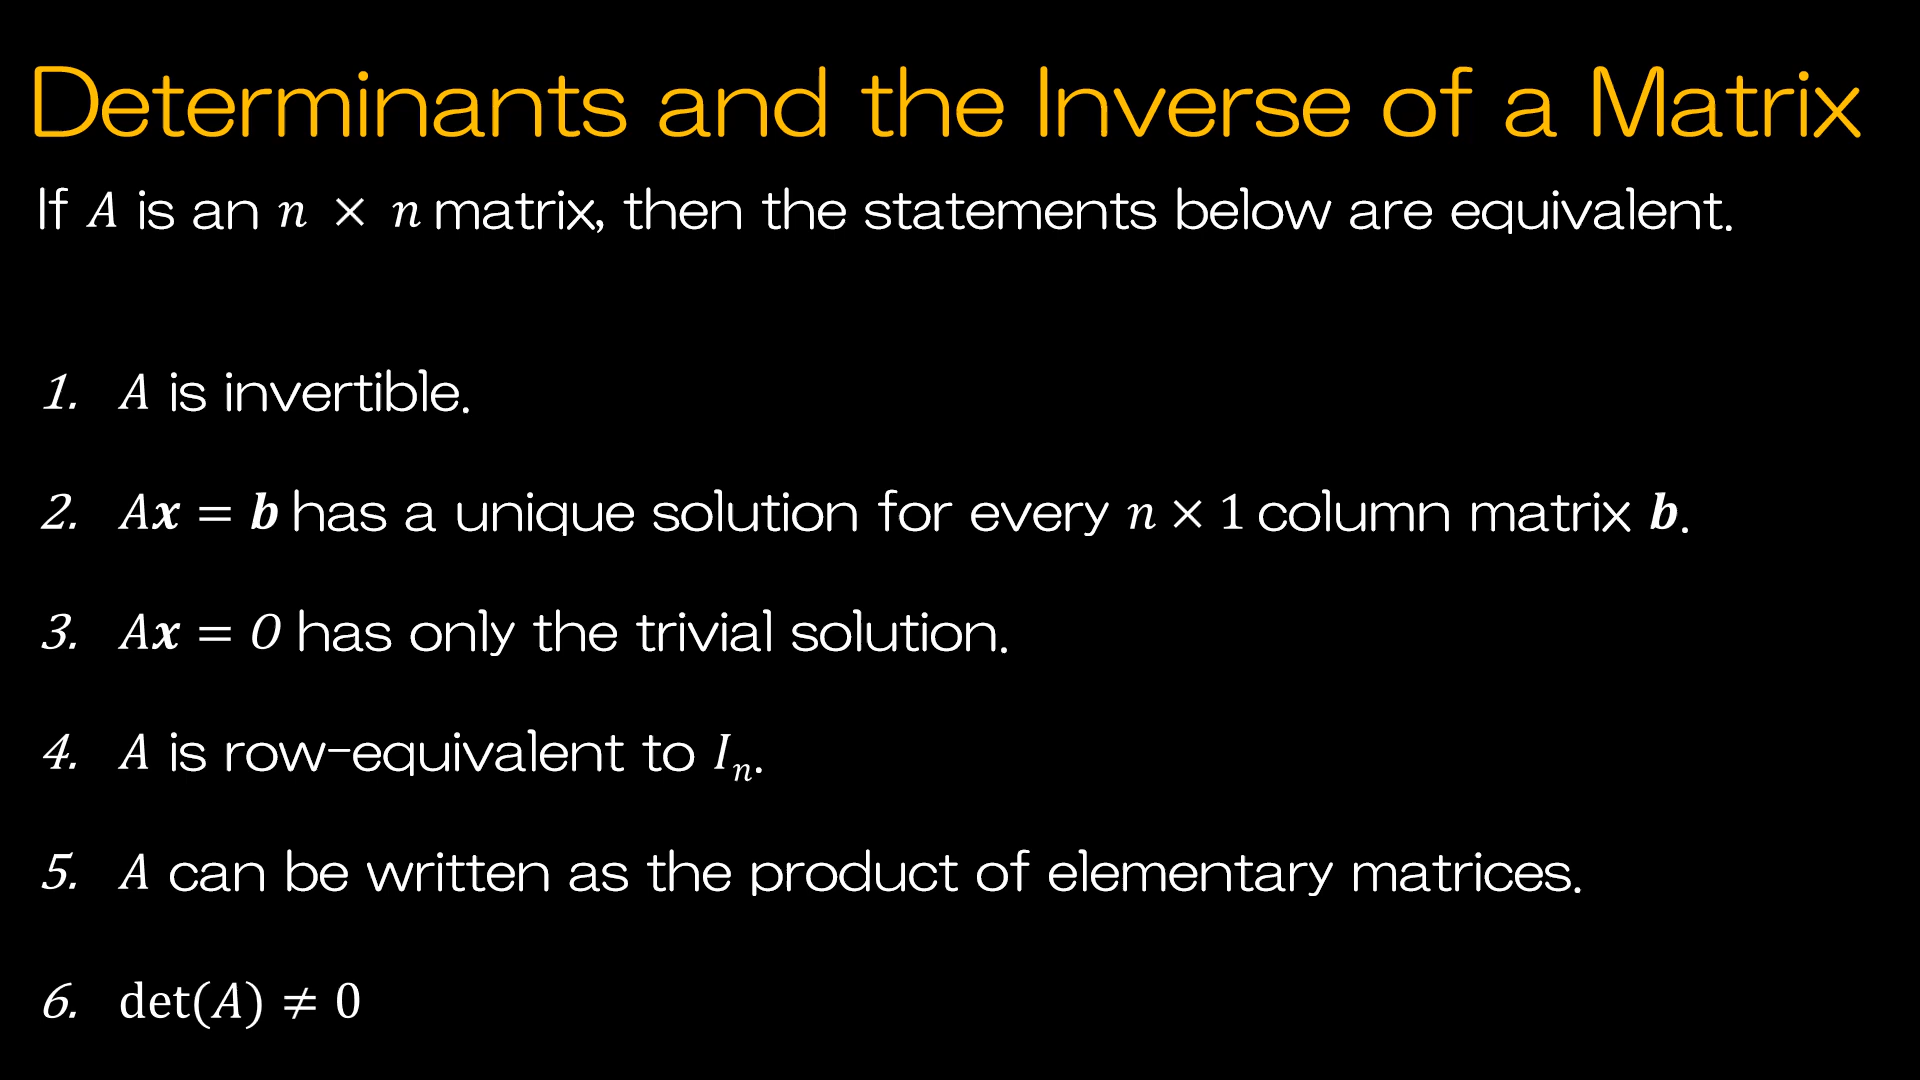 Determinants and the Inverse of a Matrix
If A is an n × n matrix, then the statements below are equivalent.
1. A is invertible.
2. Ax = b has a unique solution for every n × 1 column matrix b.
3. Ax = 0 has only the trivial solution.
4. A is row-equivalent to Iₙ.
5. A can be written as the product of elementary matrices.
6. det(A) ≠ 0